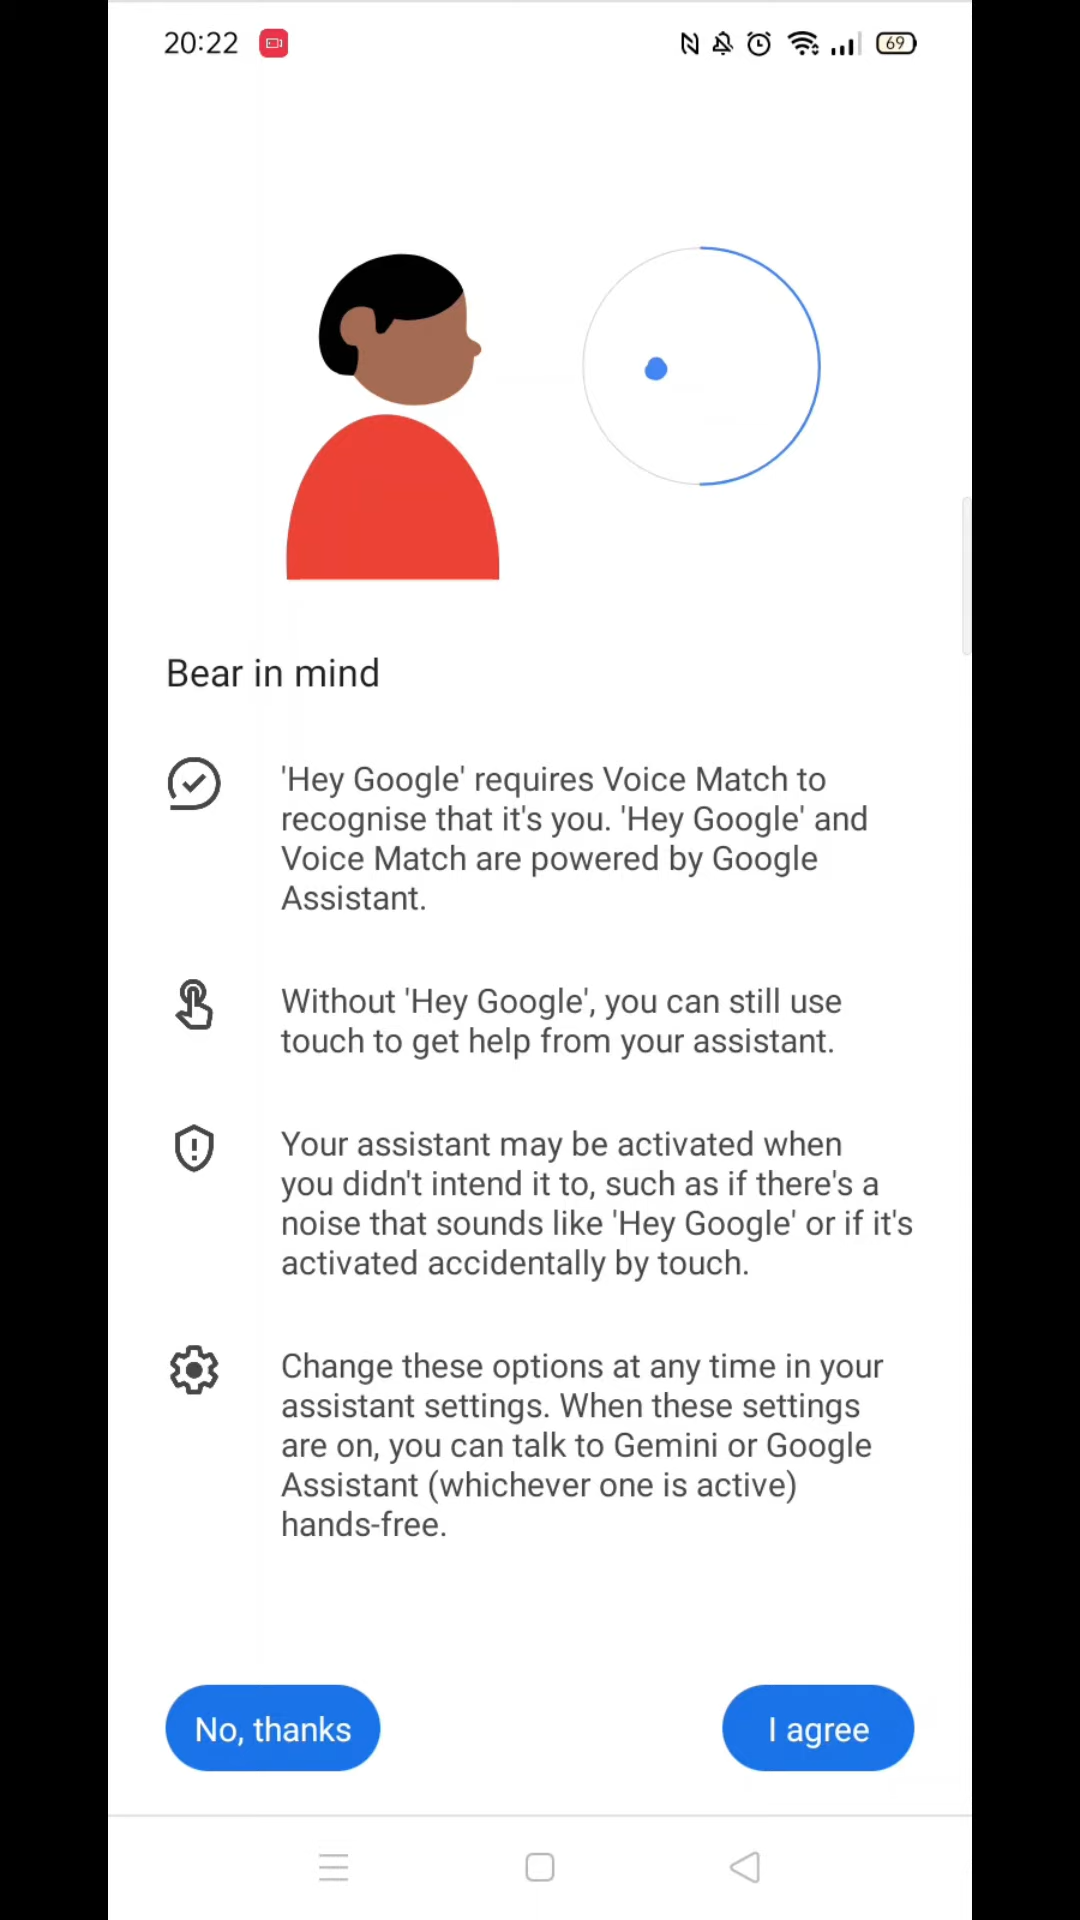 20:22
69
Bear in mind
'Hey Google' requires Voice Match to
recognise that it's you. 'Hey Google' and
Voice Match are powered by Google
Assistant.
Without 'Hey Google', you can still use
touch to get help from your assistant.
Your assistant may be activated when
you didn't intend it to, such as if there's a
noise that sounds like 'Hey Google' or if it's
activated accidentally by touch.
Change these options at any time in your
assistant settings. When these settings
are on, you can talk to Gemini or Google
Assistant (whichever one is active)
hands-free.
No, thanks
I agree